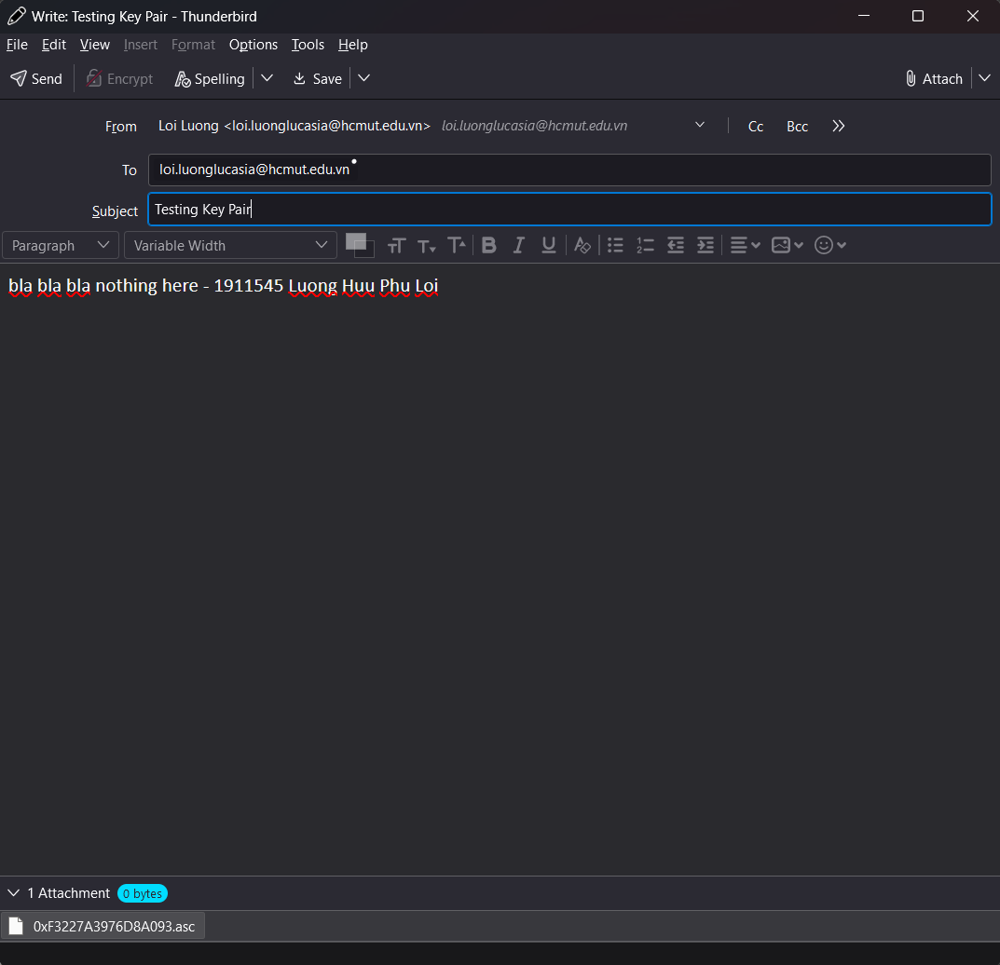 Write: Testing Key Pair - Thunderbird
File Edit View Insert Format Options Tools Help
Send Encrypt Spelling Save Attach
From Loi Luong <loi.luonglucasia@hcmut.edu.vn> loi.luonglucasia@hcmut.edu.vn Cc Bcc
To loi.luonglucasia@hcmut.edu.vn
Subject Testing Key Pair
Paragraph Variable Width
bla bla bla nothing here - 1911545 Luong Huu Phu Loi
1 Attachment 0 bytes
0xF3227A3976D8A093.asc